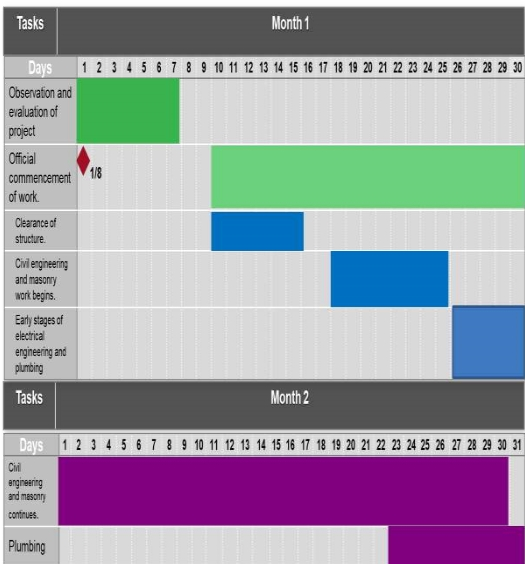 Tasks Month 1
Days 1 2 3 4 5 6 7 8 9 10 11 12 13 14 15 16 17 18 19 20 21 22 23 24 25 26 27 28 29 30
Observation and
evaluation of
project
Official
commencement
of work.
1/8
Clearance of
structure.
Civil engineering
and masonry
work begins.
Early stages of
electrical
engineering and
plumbing
Tasks Month 2
Days 1 2 3 4 5 6 7 8 9 10 11 12 13 14 15 16 17 18 19 20 21 22 23 24 25 26 27 28 29 30 31
Civil
engineering
and masonry
continues.
Plumbing